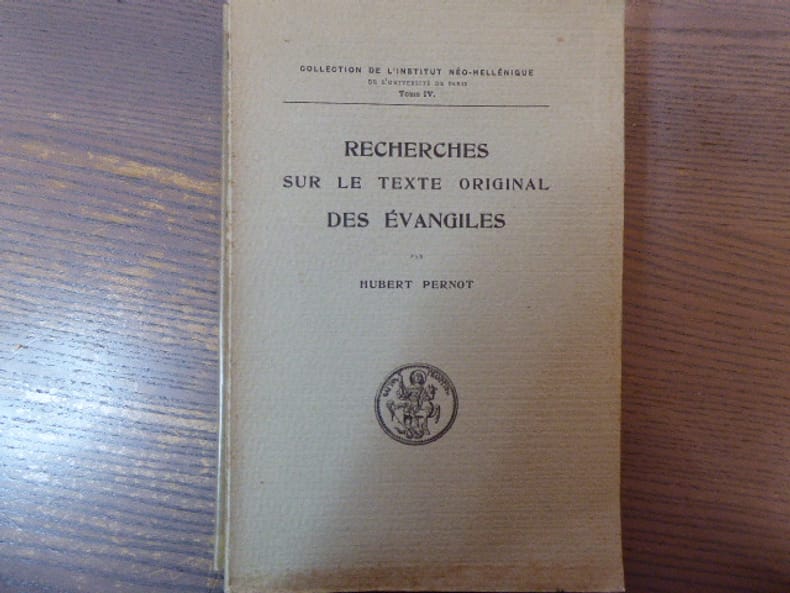 COLLECTION DE L'INSTITUT NÉO-HELLÉNIQUE
DE L'UNIVERSITÉ DE PARIS
Tome IV.
RECHERCHES
SUR LE TEXTE ORIGINAL
DES ÉVANGILES
PAR
HUBERT PERNOT